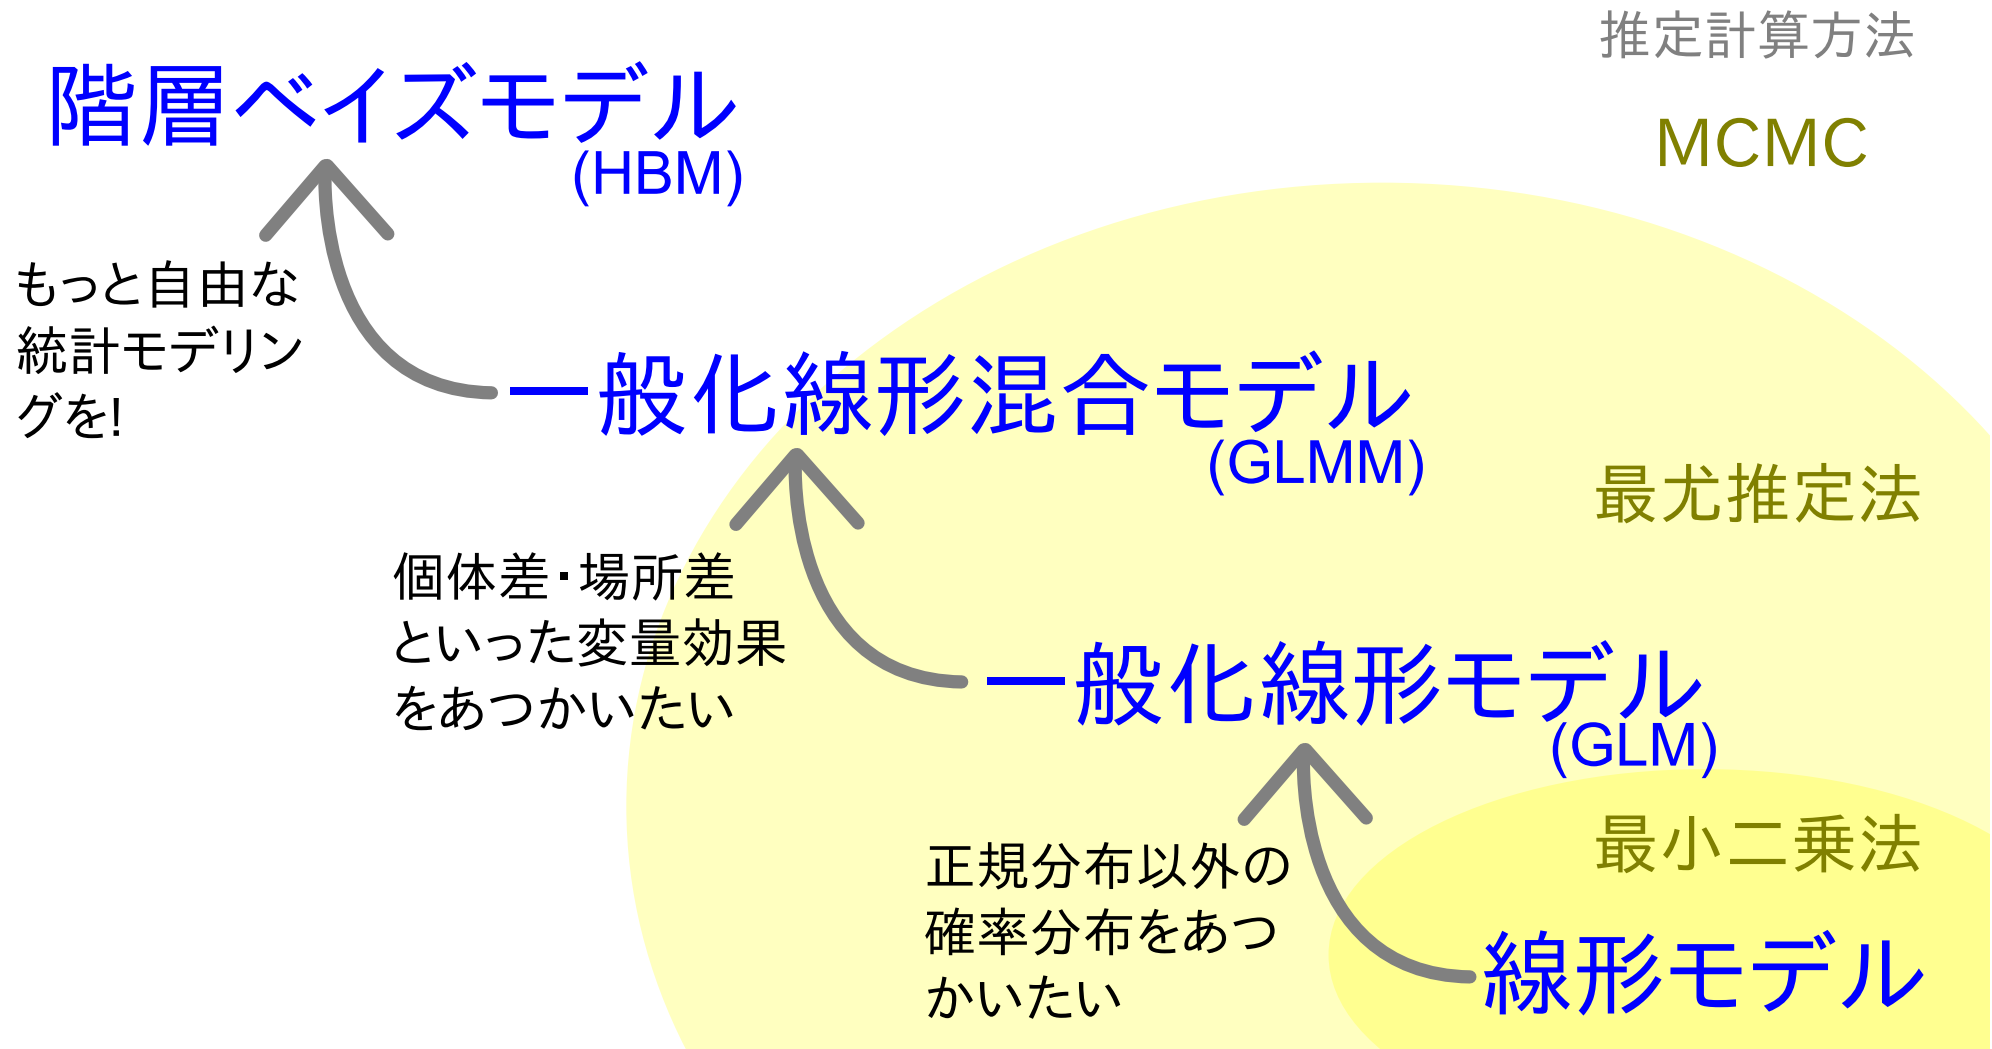 推定計算方法
階層ベイズモデル
(HBM)
MCMC
もっと自由な
統計モデリン
グを!
一般化線形混合モデル
(GLMM)
最尤推定法
個体差・場所差
といった変量効果
をあつかいたい
一般化線形モデル
(GLM)
最小二乗法
正規分布以外の
確率分布をあつ
かいたい
線形モデル